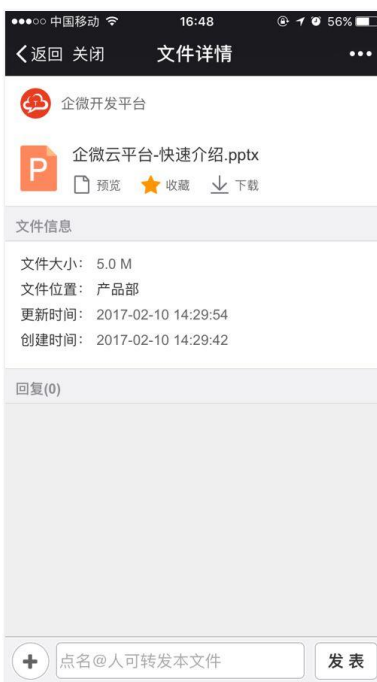 中国移动 16:48 56%
返回 关闭 文件详情
企微开发平台
P
企微云平台-快速介绍.pptx
预览 收藏 下载
文件信息
文件大小： 5.0 M
文件位置： 产品部
更新时间： 2017-02-10 14:29:54
创建时间： 2017-02-10 14:29:42
回复(0)
点名@人可转发本文件 发 表